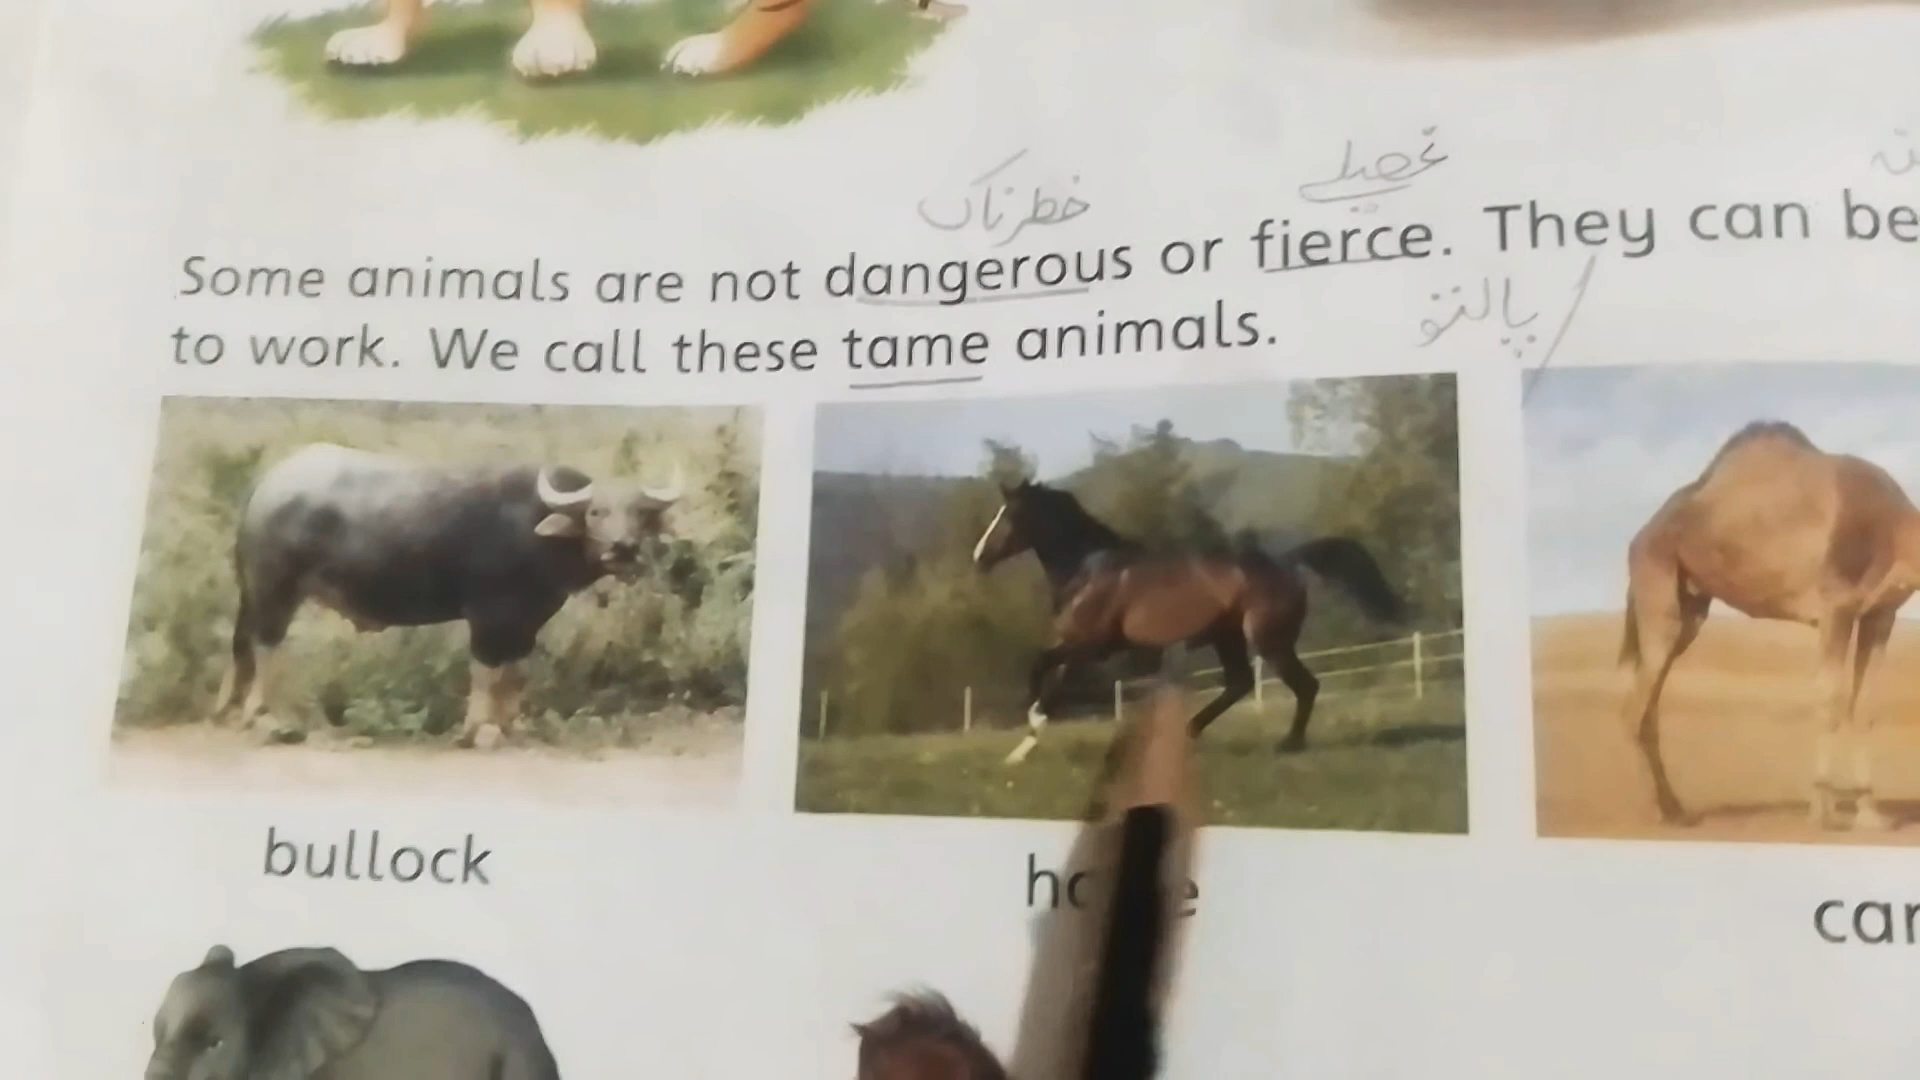 خطرناک غصیلے
Some animals are not dangerous or fierce. They can be
پالتو
to work. We call these tame animals.
bullock